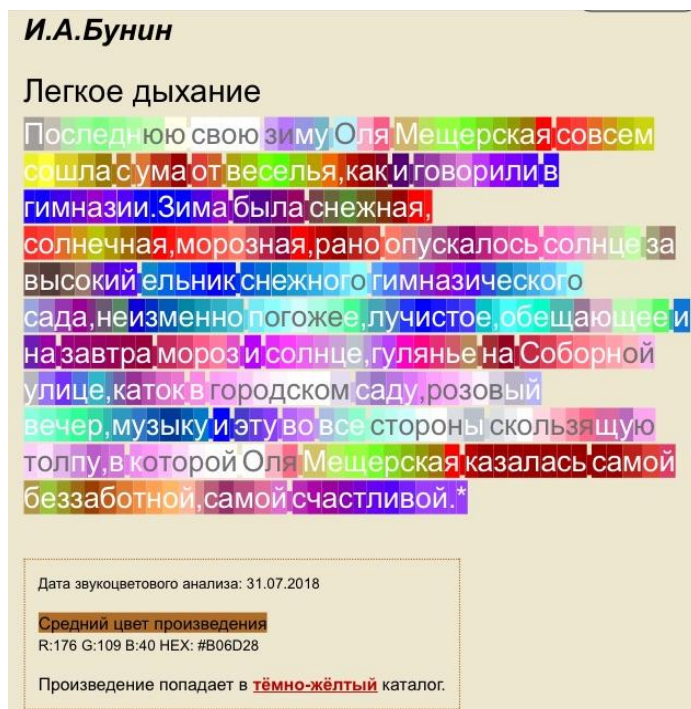 И.А.Бунин
Легкое дыхание
Последнюю свою зиму Оля Мещерская совсем
сошла с ума от веселья,как и говорили в
гимназии.Зима была снежная,
солнечная,морозная,рано опускалось солнце за
высокий ельник снежного гимназического
сада,неизменно погожее,лучистое,обещающее и
на завтра мороз и солнце,гулянье на Соборной
улице,каток в городском саду,розовый
вечер,музыку и эту во все стороны скользящую
толпу,в которой Оля Мещерская казалась самой
беззаботной,самой счастливой.*
Дата звукоцветового анализа: 31.07.2018
Средний цвет произведения
R:176 G:109 B:40 HEX: #B06D28
Произведение попадает в тёмно-жёлтый каталог.